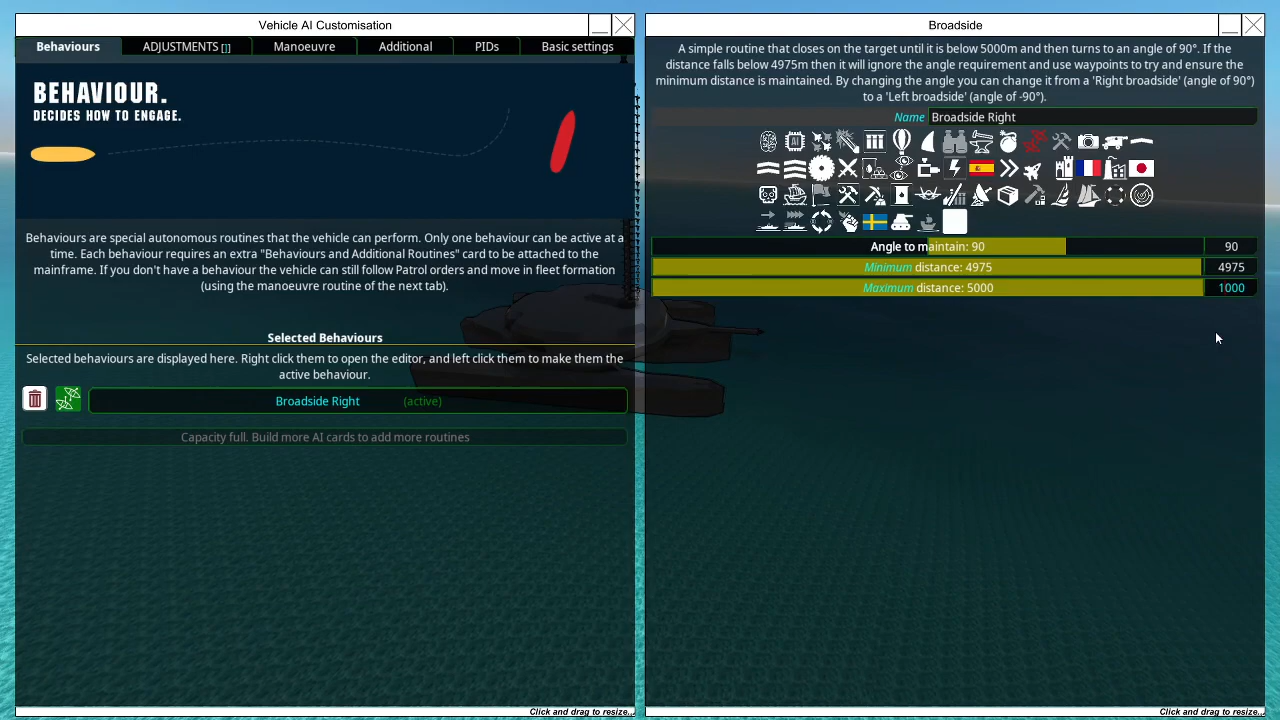 Vehicle AI Customisation
Behaviours
ADJUSTMENTS []
Manoeuvre
Additional
PIDs
Basic settings
BEHAVIOUR.
DECIDES HOW TO ENGAGE.
Behaviours are special autonomous routines that the vehicle can perform. Only one behaviour can be active at a
time. Each behaviour requires an extra "Behaviours and Additional Routines" card to be attached to the
mainframe. If you don't have a behaviour the vehicle can still follow Patrol orders and move in fleet formation
(using the manoeuvre routine of the next tab).
Selected Behaviours
Selected behaviours are displayed here. Right click them to open the editor, and left click them to make them the
active behaviour.
Broadside Right (active)
Capacity full. Build more AI cards to add more routines
Click and drag to resize...
Broadside
A simple routine that closes on the target until it is below 5000m and then turns to an angle of 90°. If the
distance falls below 4975m then it will ignore the angle requirement and use waypoints to try and ensure the
minimum distance is maintained. By changing the angle you can change it from a 'Right broadside' (angle of 90°)
to a 'Left broadside' (angle of -90°).
Name Broadside Right
AI
Angle to maintain: 90 90
Minimum distance: 4975 4975
Maximum distance: 5000 1000
Click and drag to resize...